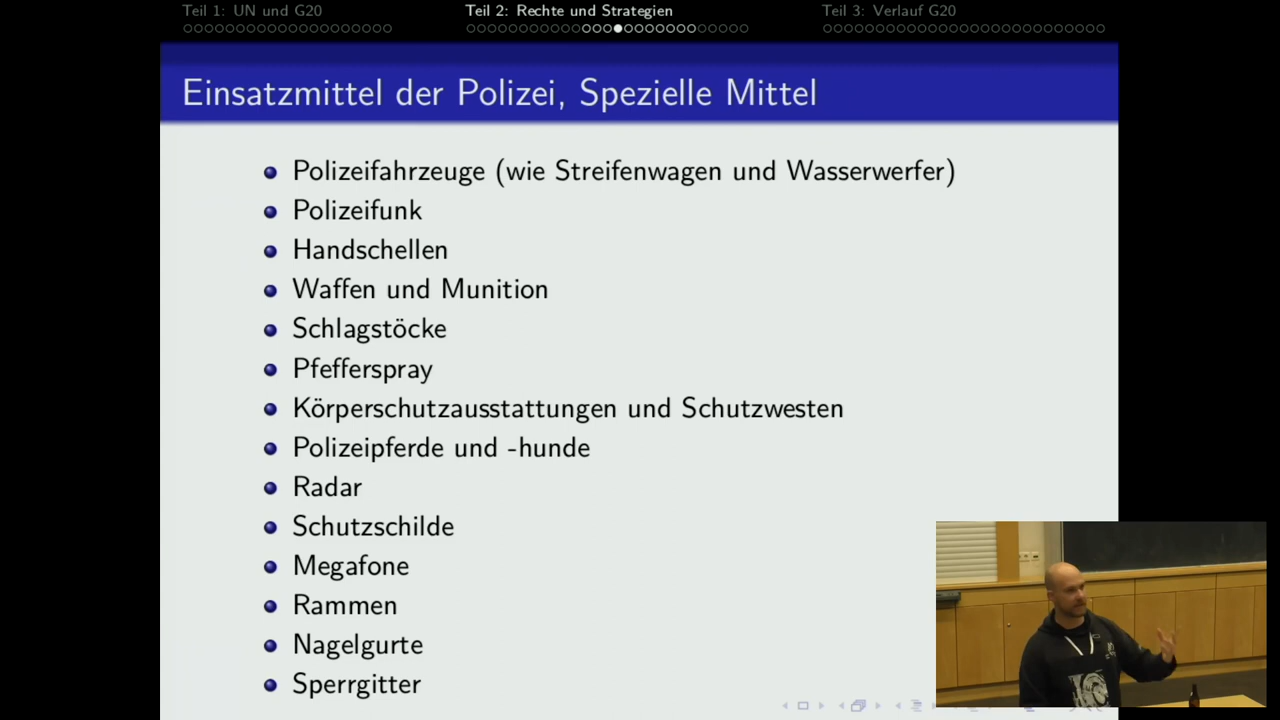 Teil 1: UN und G20
Teil 2: Rechte und Strategien
Teil 3: Verlauf G20
Einsatzmittel der Polizei, Spezielle Mittel
Polizeifahrzeuge (wie Streifenwagen und Wasserwerfer)
Polizeifunk
Handschellen
Waffen und Munition
Schlagstöcke
Pfefferspray
Körperschutzausstattungen und Schutzwesten
Polizeipferde und -hunde
Radar
Schutzschilde
Megafone
Rammen
Nagelgurte
Sperrgitter